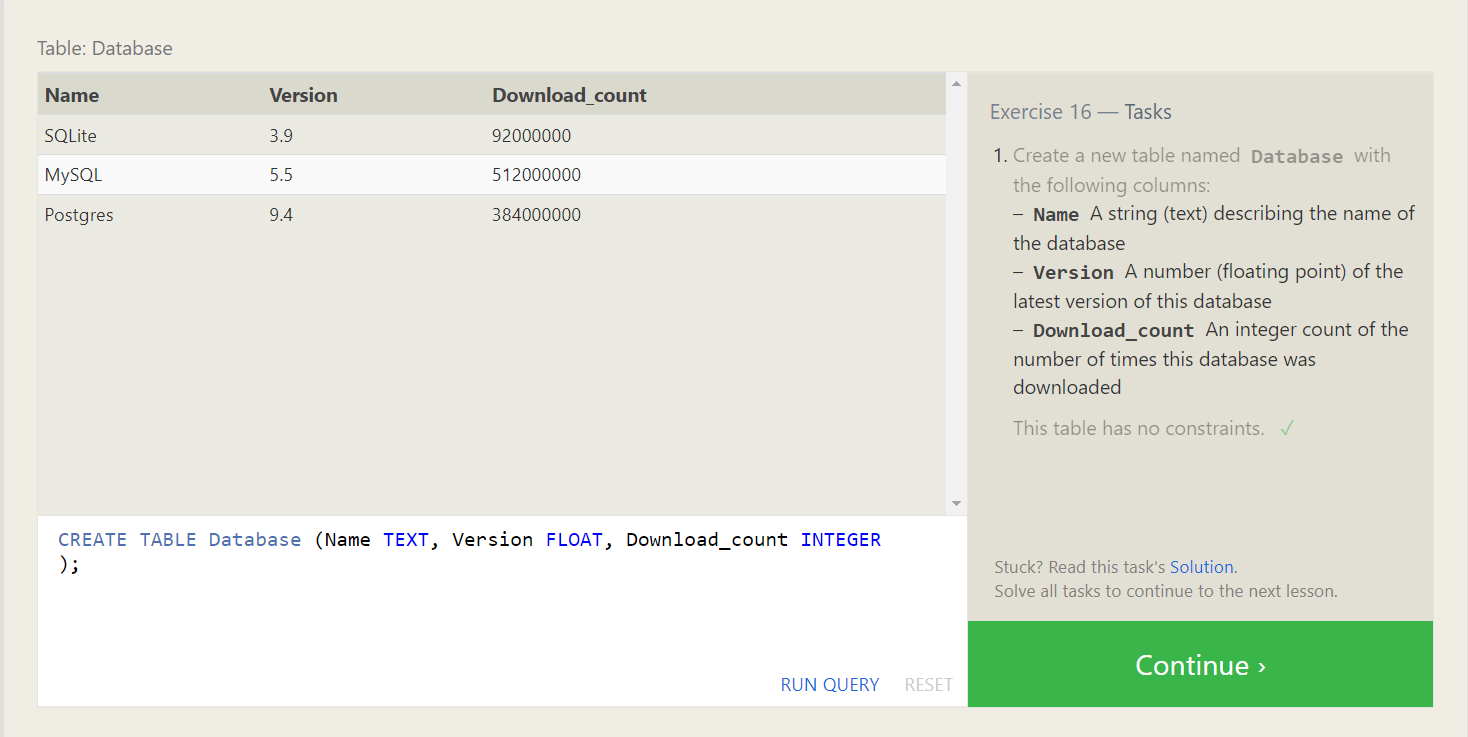 Table: Database
Name Version Download_count
SQLite 3.9 92000000
MySQL 5.5 512000000
Postgres 9.4 384000000
CREATE TABLE Database (Name TEXT, Version FLOAT, Download_count INTEGER
);
RUN QUERY RESET
Exercise 16 — Tasks
1. Create a new table named Database with
the following columns:
– Name A string (text) describing the name of
the database
– Version A number (floating point) of the
latest version of this database
– Download_count An integer count of the
number of times this database was
downloaded
This table has no constraints. ✓
Stuck? Read this task's Solution.
Solve all tasks to continue to the next lesson.
Continue ›